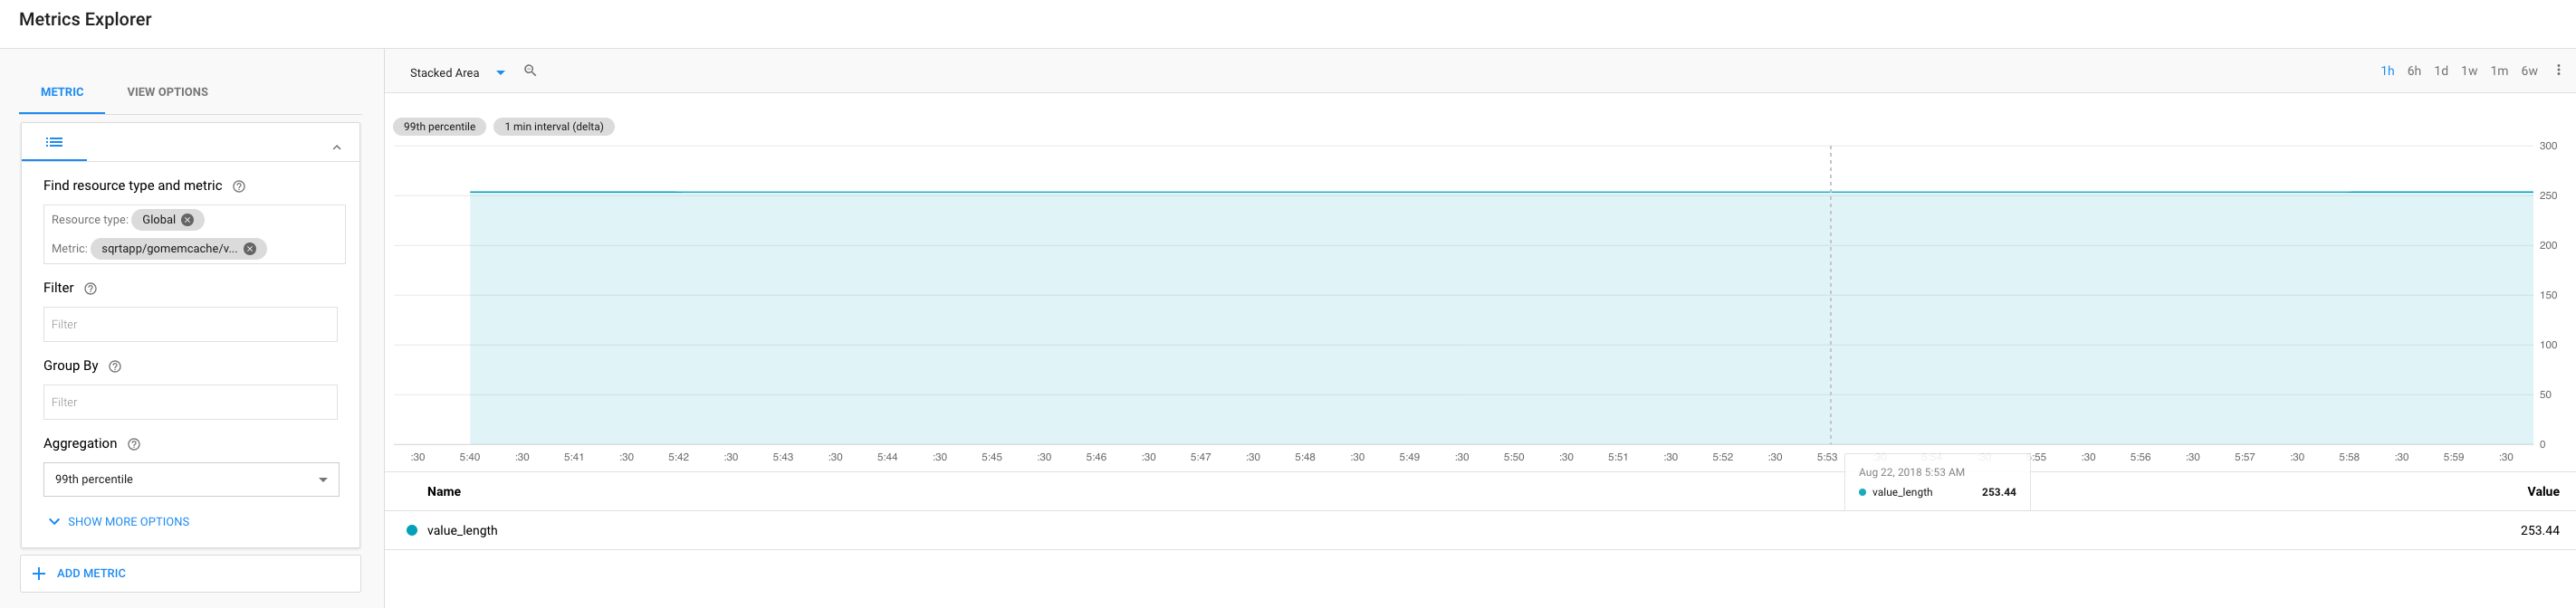 Metrics Explorer
METRIC VIEW OPTIONS
Find resource type and metric
Resource type: Global
Metric: sqrtapp/gomemcache/v...
Filter
Filter
Group By
Filter
Aggregation
99th percentile
SHOW MORE OPTIONS
ADD METRIC
Stacked Area
1h 6h 1d 1w 1m 6w
99th percentile 1 min interval (delta)
300
250
200
150
100
50
0
:30 5:40 :30 5:41 :30 5:42 :30 5:43 :30 5:44 :30 5:45 :30 5:46 :30 5:47 :30 5:48 :30 5:49 :30 5:50 :30 5:51 :30 5:52 :30 5:53 :30 5:54 :30 5:55 :30 5:56 :30 5:57 :30 5:58 :30 5:59 :30
Aug 22, 2018 5:53 AM
value_length 253.44
Name Value
value_length 253.44